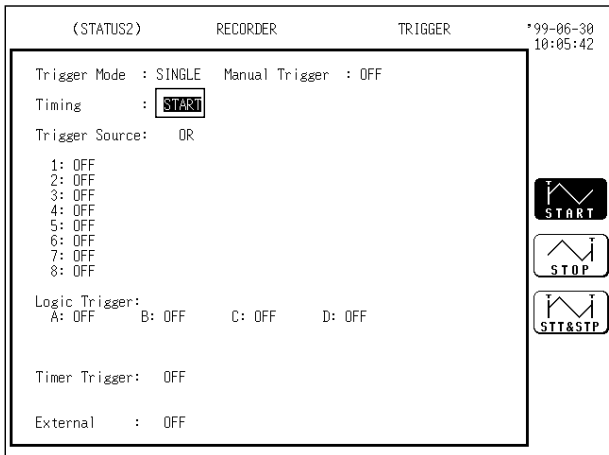 (STATUS2) RECORDER TRIGGER '99-06-30
10:05:42
Trigger Mode : SINGLE Manual Trigger : OFF
Timing : START
Trigger Source: OR
1: OFF
2: OFF
3: OFF
4: OFF
5: OFF
6: OFF
7: OFF
8: OFF
Logic Trigger:
A: OFF B: OFF C: OFF D: OFF
Timer Trigger: OFF
External : OFF
T
START
T
STOP
T T
STT&STP